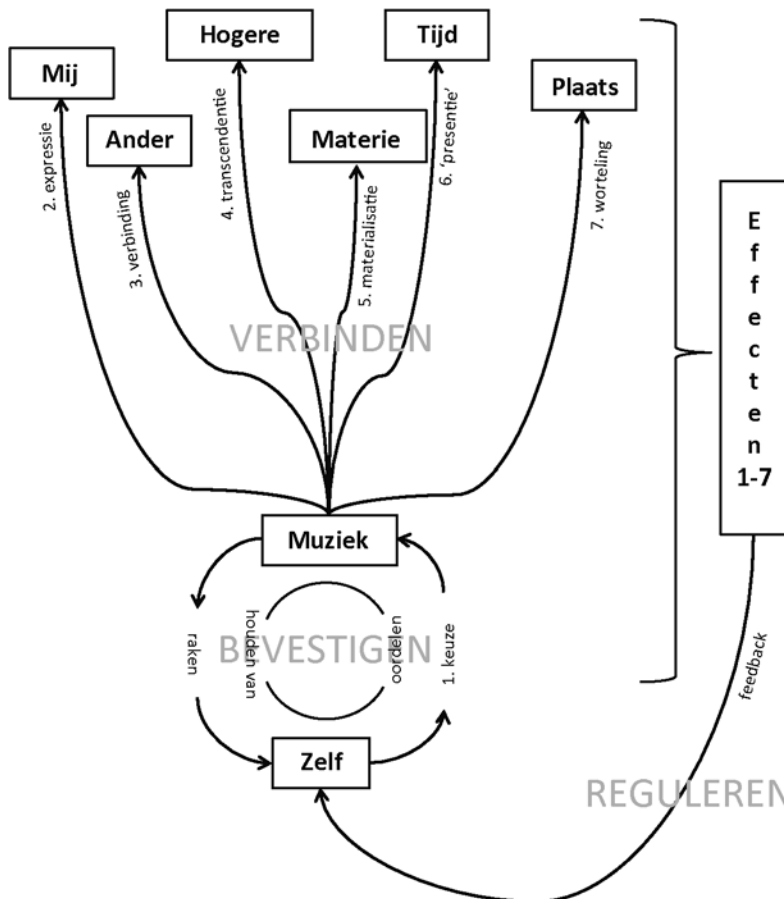 Hogere
Tijd
Mij
Plaats
Ander
Materie
2. expressie
3. verbinding
4. transcendentie
5. materialisatie
6. 'presentie'
7. worteling
VERBINDEN
E
f
f
e
c
t
e
n
1-7
Muziek
raken
houden van
BEVESTIGEN
oordelen
1. keuze
feedback
Zelf
REGULEREN